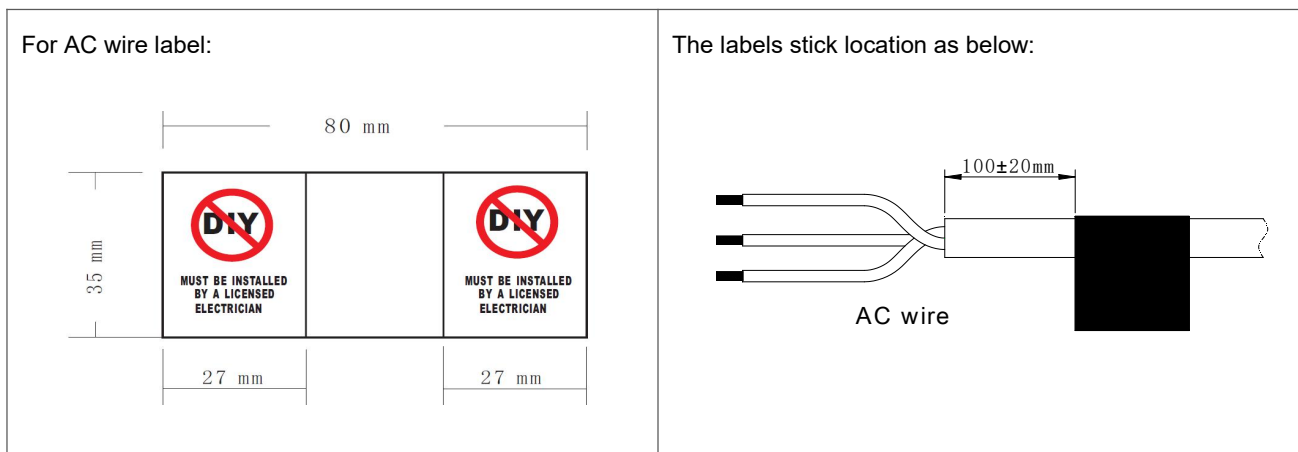 For AC wire label:
80 mm
35 mm
DIY
MUST BE INSTALLED
BY A LICENSED
ELECTRICIAN
DIY
MUST BE INSTALLED
BY A LICENSED
ELECTRICIAN
27 mm
27 mm
The labels stick location as below:
100±20mm
AC wire